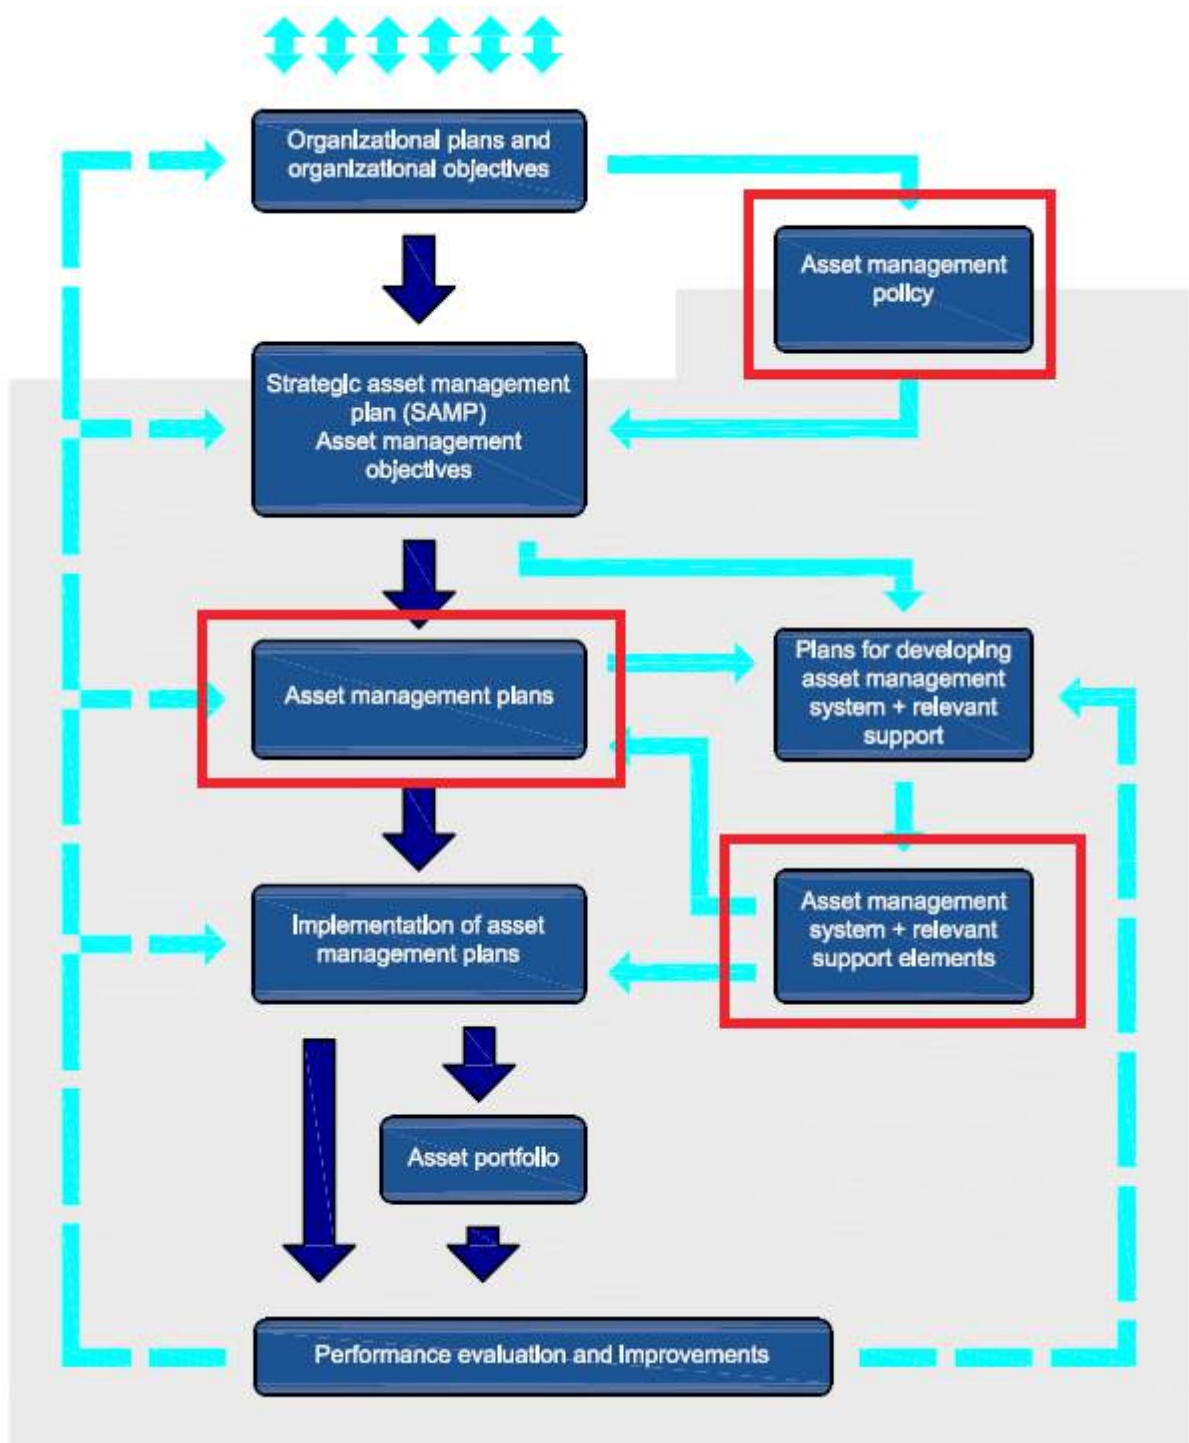 Organizational plans and
organizational objectives
Asset management
policy
Strategic asset management
plan (SAMP)
Asset management
objectives
Asset management plans
Plans for developing
asset management
system + relevant
support
Implementation of asset
management plans
Asset management
system + relevant
support elements
Asset portfolio
Performance evaluation and Improvements